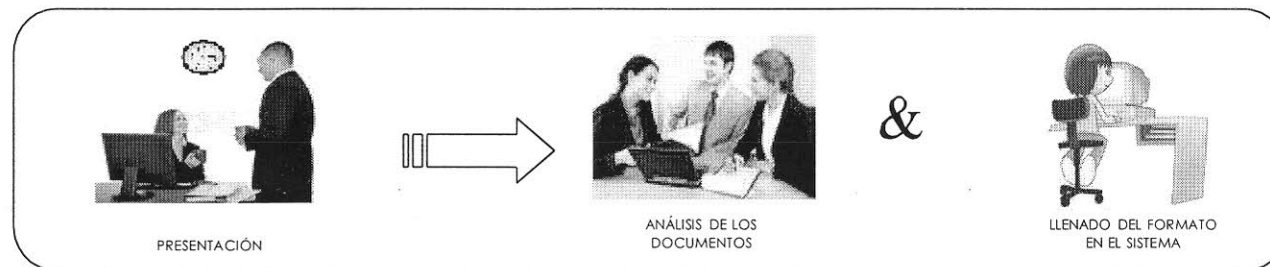 &
PRESENTACIÓN
ANÁLISIS DE LOS
DOCUMENTOS
LLENADO DEL FORMATO
EN EL SISTEMA